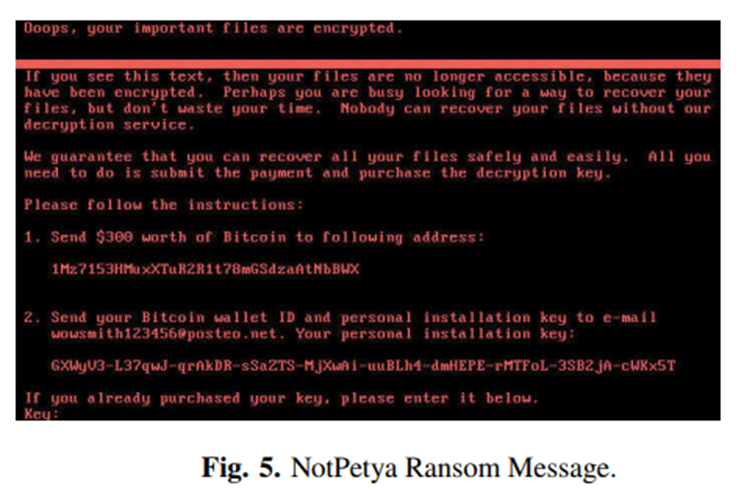 Ooops, your important files are encrypted.
If you see this text, then your files are no longer accessible, because they
have been encrypted. Perhaps you are busy looking for a way to recover your
files, but don't waste your time. Nobody can recover your files without our
decryption service.
We guarantee that you can recover all your files safely and easily. All you
need to do is submit the payment and purchase the decryption key.
Please follow the instructions:
1. Send $300 worth of Bitcoin to following address:
1Mz7153HMuxXTuR2R1t78mGSdzaAtNbBWX
2. Send your Bitcoin wallet ID and personal installation key to e-mail
wowsmith123456@posteo.net. Your personal installation key:
GXWyV3-L37qwJ-qrAkDR-sSaZTS-MjXwAi-uuBLh4-dmHEPE-rMTFoL-3SB2jA-cWKx5T
If you already purchased your key, please enter it below.
Key:
Fig. 5. NotPetya Ransom Message.